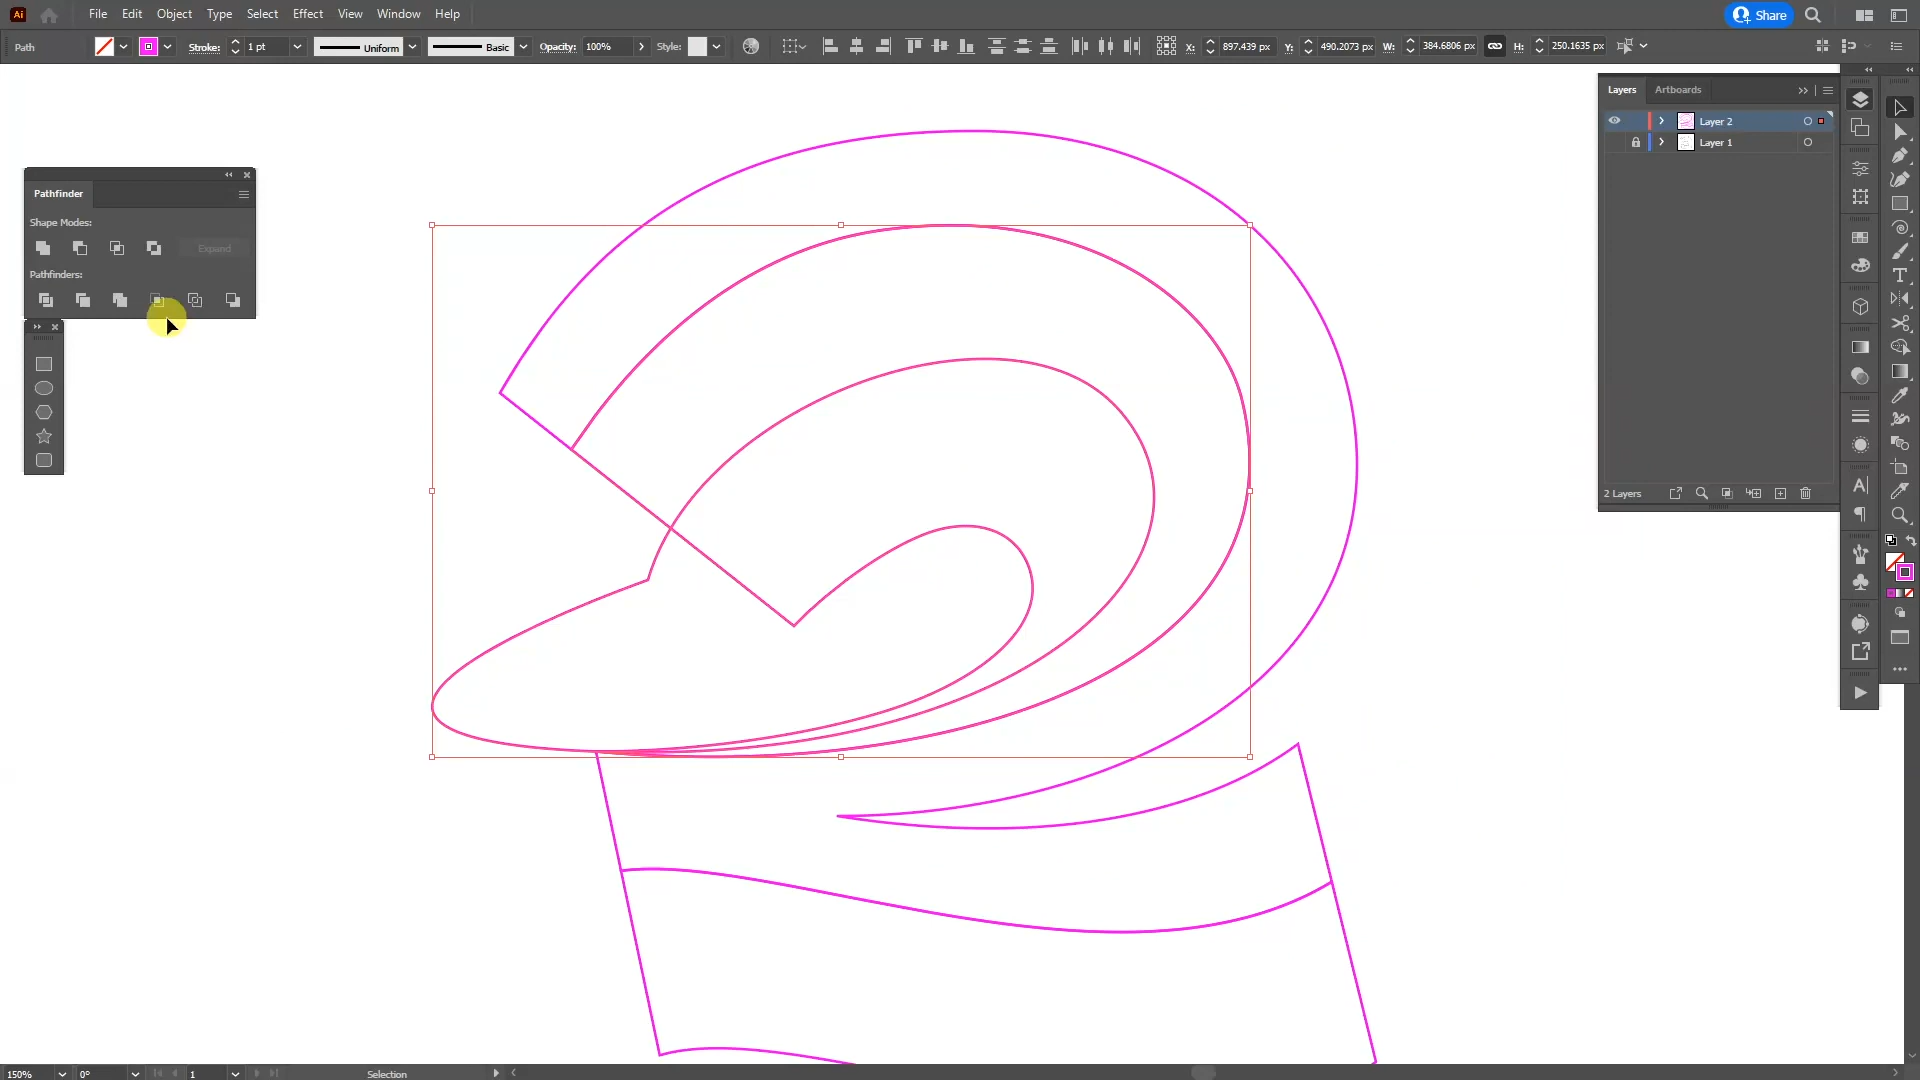 Ai File Edit Object Type Select Effect View Window Help Share
Path Stroke: 1 pt Uniform Basic Opacity: 100% Style: X: 897.439 px Y: 490.2073 px W: 384.6806 px H: 250.1635 px
Layers Artboards
Layer 2
Layer 1
2 Layers
Pathfinder
Shape Modes:
Expand
Pathfinders:
150% 0° 1 Selection